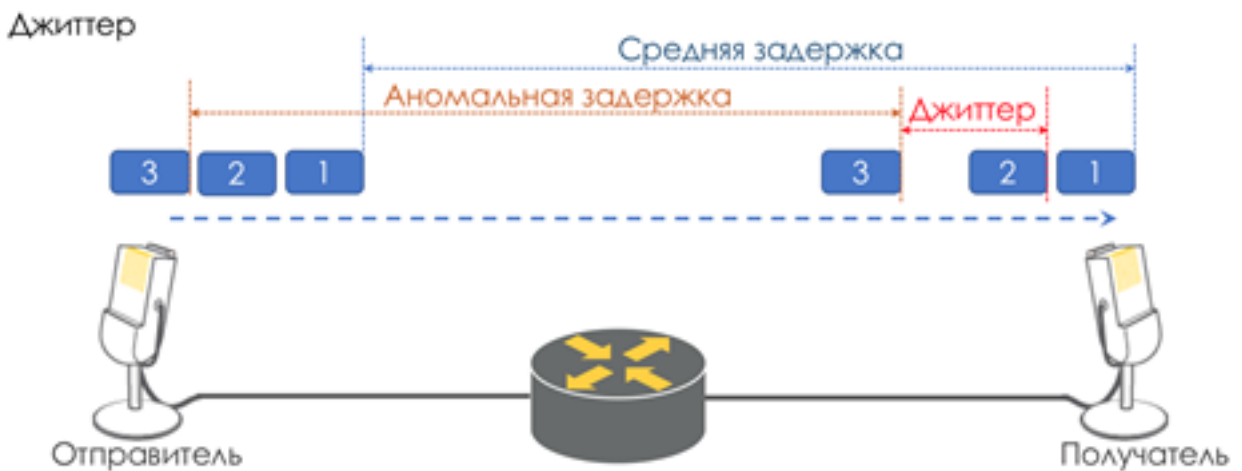 Джиттер
Средняя задержка
Аномальная задержка
Джиттер
3 2 1 3 2 1
Отправитель Получатель